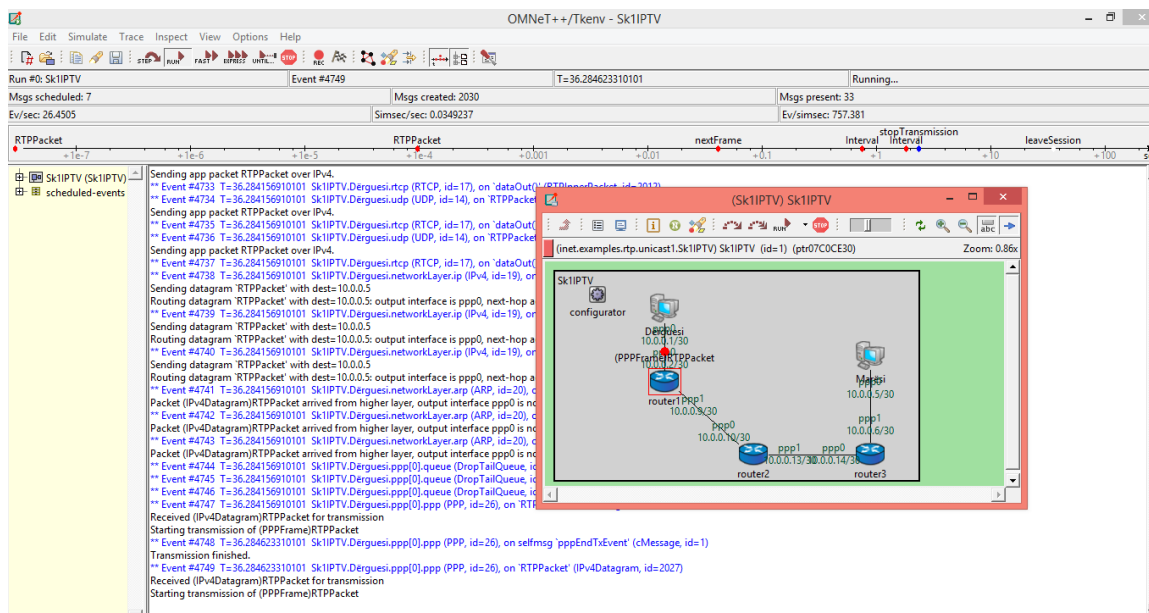 OMNeT++/Tkenv - Sk1IPTV
File Edit Simulate Trace Inspect View Options Help
STEP RUN FAST EXPRESS UNTIL... STOP REC
Run #0: Sk1IPTV Event #4749 T=36.284623310101 Running...
Msgs scheduled: 7 Msgs created: 2030 Msgs present: 33
Ev/sec: 26.4505 Simsec/sec: 0.0349237 Ev/simsec: 757.381
stopTransmission
RTPPacket RTPPacket nextFrame Interval Interval leaveSession
+1e-7 +1e-6 +1e-5 +1e-4 +0.001 +0.01 +0.1 +1 +10 +100
Sk1IPTV (Sk1IPTV)
scheduled-events
Sending app packet RTPPacket over IPv4.
** Event #4733 T=36.284156910101 Sk1IPTV.Dërguesi.rtcp (RTCP, id=17), on `dataOut()' (RTPInnerPacket, id=2012)
** Event #4734 T=36.284156910101 Sk1IPTV.Dërguesi.udp (UDP, id=14), on `RTPPacket
Sending app packet RTPPacket over IPv4.
** Event #4735 T=36.284156910101 Sk1IPTV.Dërguesi.rtcp (RTCP, id=17), on `dataOut(
** Event #4736 T=36.284156910101 Sk1IPTV.Dërguesi.udp (UDP, id=14), on `RTPPacket
Sending app packet RTPPacket over IPv4.
** Event #4737 T=36.284156910101 Sk1IPTV.Dërguesi.rtcp (RTCP, id=17), on `dataOut(
** Event #4738 T=36.284156910101 Sk1IPTV.Dërguesi.networkLayer.ip (IPv4, id=19), on
Sending datagram `RTPPacket' with dest=10.0.0.5
Routing datagram `RTPPacket' with dest=10.0.0.5: output interface is ppp0, next-hop a
** Event #4739 T=36.284156910101 Sk1IPTV.Dërguesi.networkLayer.ip (IPv4, id=19), or
Sending datagram `RTPPacket' with dest=10.0.0.5
Routing datagram `RTPPacket' with dest=10.0.0.5: output interface is ppp0, next-hop a
** Event #4740 T=36.284156910101 Sk1IPTV.Dërguesi.networkLayer.ip (IPv4, id=19), or
Sending datagram `RTPPacket' with dest=10.0.0.5
Routing datagram `RTPPacket' with dest=10.0.0.5: output interface is ppp0, next-hop a
** Event #4741 T=36.284156910101 Sk1IPTV.Dërguesi.networkLayer.arp (ARP, id=20), c
Packet (IPv4Datagram)RTPPacket arrived from higher layer, output interface ppp0 is no
** Event #4742 T=36.284156910101 Sk1IPTV.Dërguesi.networkLayer.arp (ARP, id=20), c
Packet (IPv4Datagram)RTPPacket arrived from higher layer, output interface ppp0 is no
** Event #4743 T=36.284156910101 Sk1IPTV.Dërguesi.networkLayer.arp (ARP, id=20), c
Packet (IPv4Datagram)RTPPacket arrived from higher layer, output interface ppp0 is no
** Event #4744 T=36.284156910101 Sk1IPTV.Dërguesi.ppp[0].queue (DropTailQueue, id
** Event #4745 T=36.284156910101 Sk1IPTV.Dërguesi.ppp[0].queue (DropTailQueue, id
** Event #4746 T=36.284156910101 Sk1IPTV.Dërguesi.ppp[0].queue (DropTailQueue, id
** Event #4747 T=36.284156910101 Sk1IPTV.Dërguesi.ppp[0].ppp (PPP, id=26), on `RTP
Received (IPv4Datagram)RTPPacket for transmission
Starting transmission of (PPPFrame)RTPPacket
** Event #4748 T=36.284623310101 Sk1IPTV.Dërguesi.ppp[0].ppp (PPP, id=26), on selfmsg `pppEndTxEvent' (cMessage, id=1)
Transmission finished.
** Event #4749 T=36.284623310101 Sk1IPTV.Dërguesi.ppp[0].ppp (PPP, id=26), on `RTPPacket' (IPv4Datagram, id=2027)
Received (IPv4Datagram)RTPPacket for transmission
Starting transmission of (PPPFrame)RTPPacket
(Sk1IPTV) Sk1IPTV
RUN STOP abc
(inet.examples.rtp.unicast1.Sk1IPTV) Sk1IPTV (id=1) (ptr07C0CE30) Zoom: 0.86x
Sk1IPTV
configurator
Dërguesi
ppp0
10.0.0.1/30
(PPPFrame)RTPPacket
10.0.0.2/30
router1
ppp1
10.0.0.9/30
ppp0
10.0.0.10/30
router2
ppp1
10.0.0.13/30
ppp0
10.0.0.14/30
router3
ppp1
10.0.0.6/30
ppp0
10.0.0.5/30